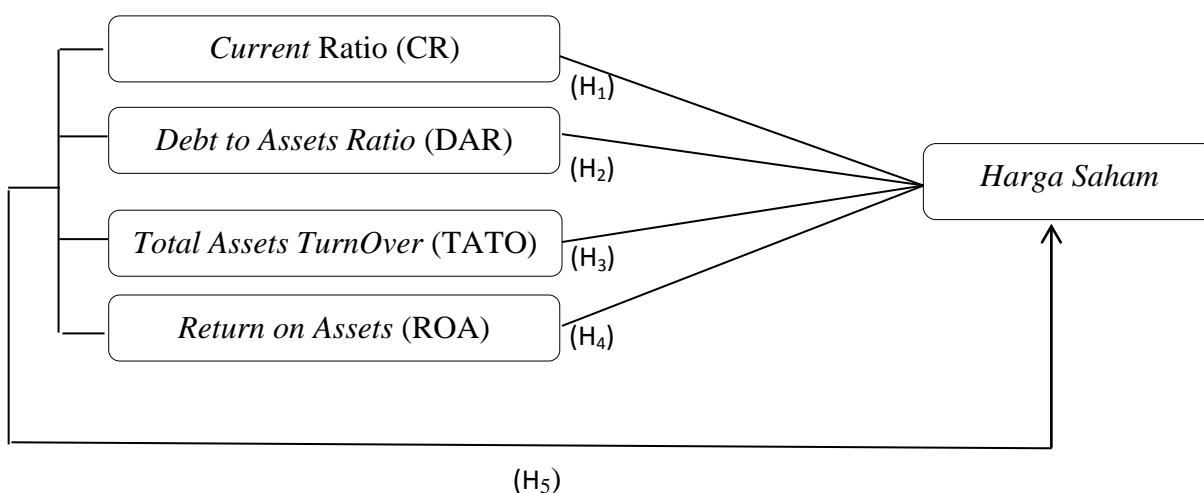 Current Ratio (CR)
(H₁)
Debt to Assets Ratio (DAR)
(H₂)
Harga Saham
Total Assets TurnOver (TATO)
(H₃)
Return on Assets (ROA)
(H₄)
(H₅)